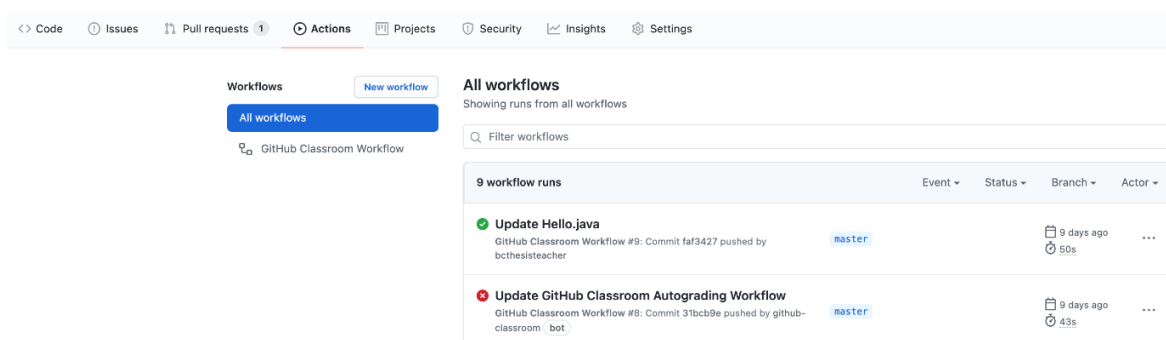 <> Code Issues Pull requests 1 Actions Projects Security Insights Settings
Workflows New workflow
All workflows
GitHub Classroom Workflow
All workflows
Showing runs from all workflows
Filter workflows
9 workflow runs Event Status Branch Actor
Update Hello.java
GitHub Classroom Workflow #9: Commit faf3427 pushed by
bcthesisteacher
master
9 days ago
50s
...
Update GitHub Classroom Autograding Workflow
GitHub Classroom Workflow #8: Commit 31bcb9e pushed by github-
classroom bot
master
9 days ago
43s
...